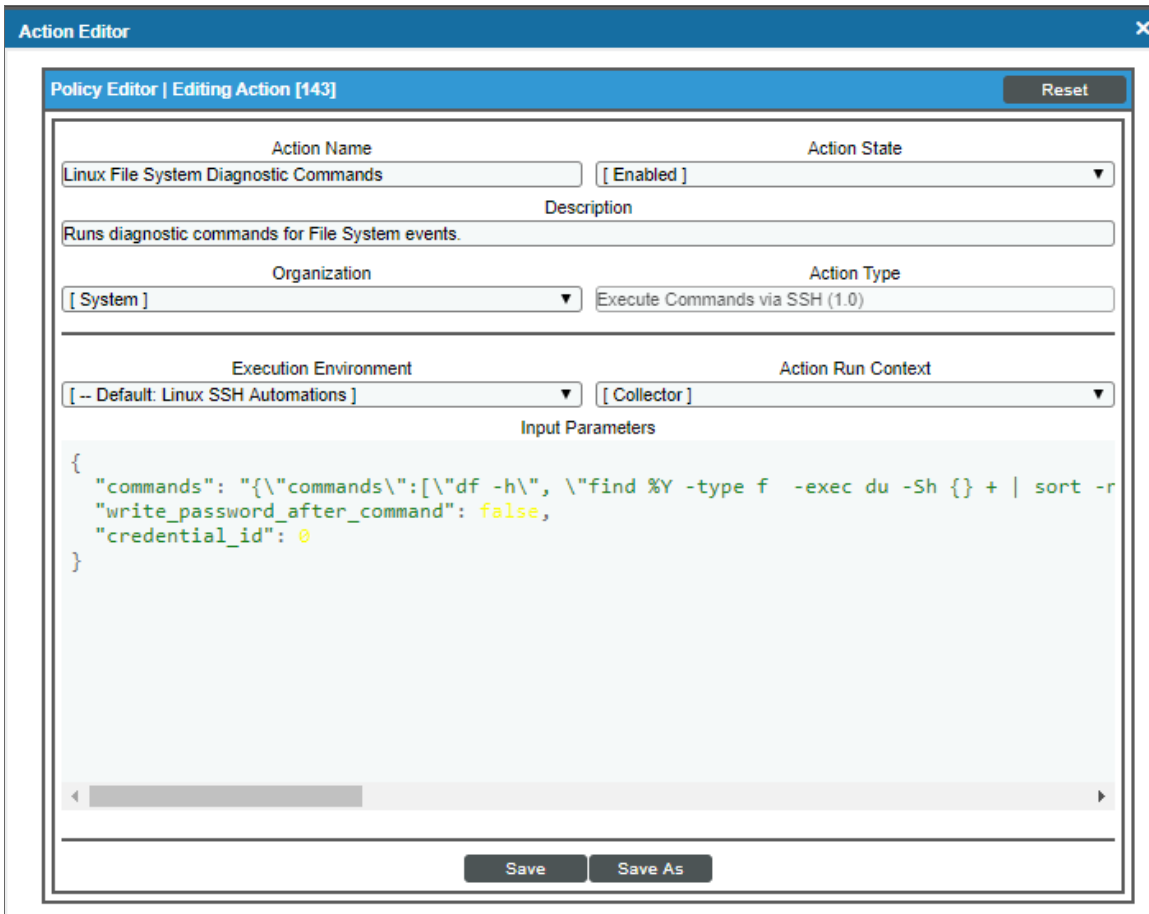 Action Editor
Policy Editor | Editing Action [143]
Reset
Action Name
Action State
Linux File System Diagnostic Commands
[ Enabled ]
Description
Runs diagnostic commands for File System events.
Organization
Action Type
[ System ]
Execute Commands via SSH (1.0)
Execution Environment
Action Run Context
[ -- Default: Linux SSH Automations ]
[ Collector ]
Input Parameters
{
"commands": "{\"commands\":[\"df -h\", \"find %Y -type f  -exec du -Sh {} + | sort -r
"write_password_after_command": false,
"credential_id": 0
}
Save
Save As